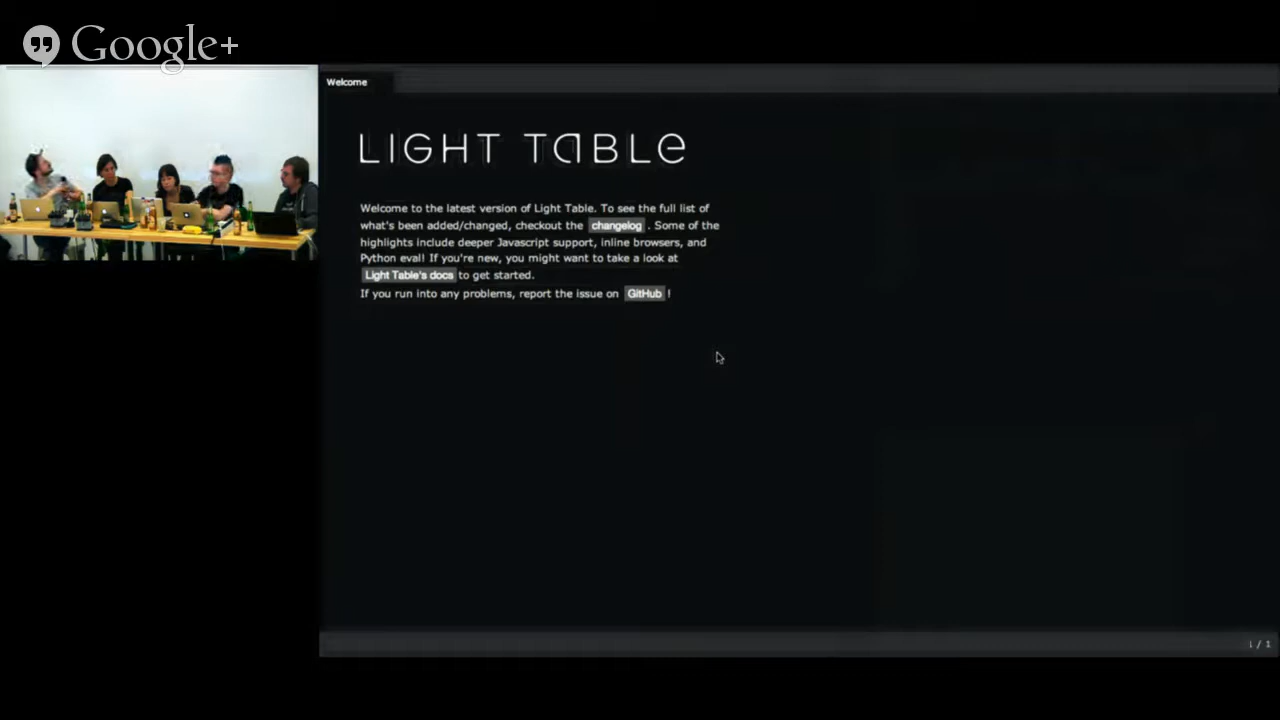 Google+
Welcome
LIGHT TABLE
Welcome to the latest version of Light Table. To see the full list of
what's been added/changed, checkout the changelog . Some of the
highlights include deeper Javascript support, inline browsers, and
Python eval! If you're new, you might want to take a look at
Light Table's docs to get started.
If you run into any problems, report the issue on GitHub !
1 / 1